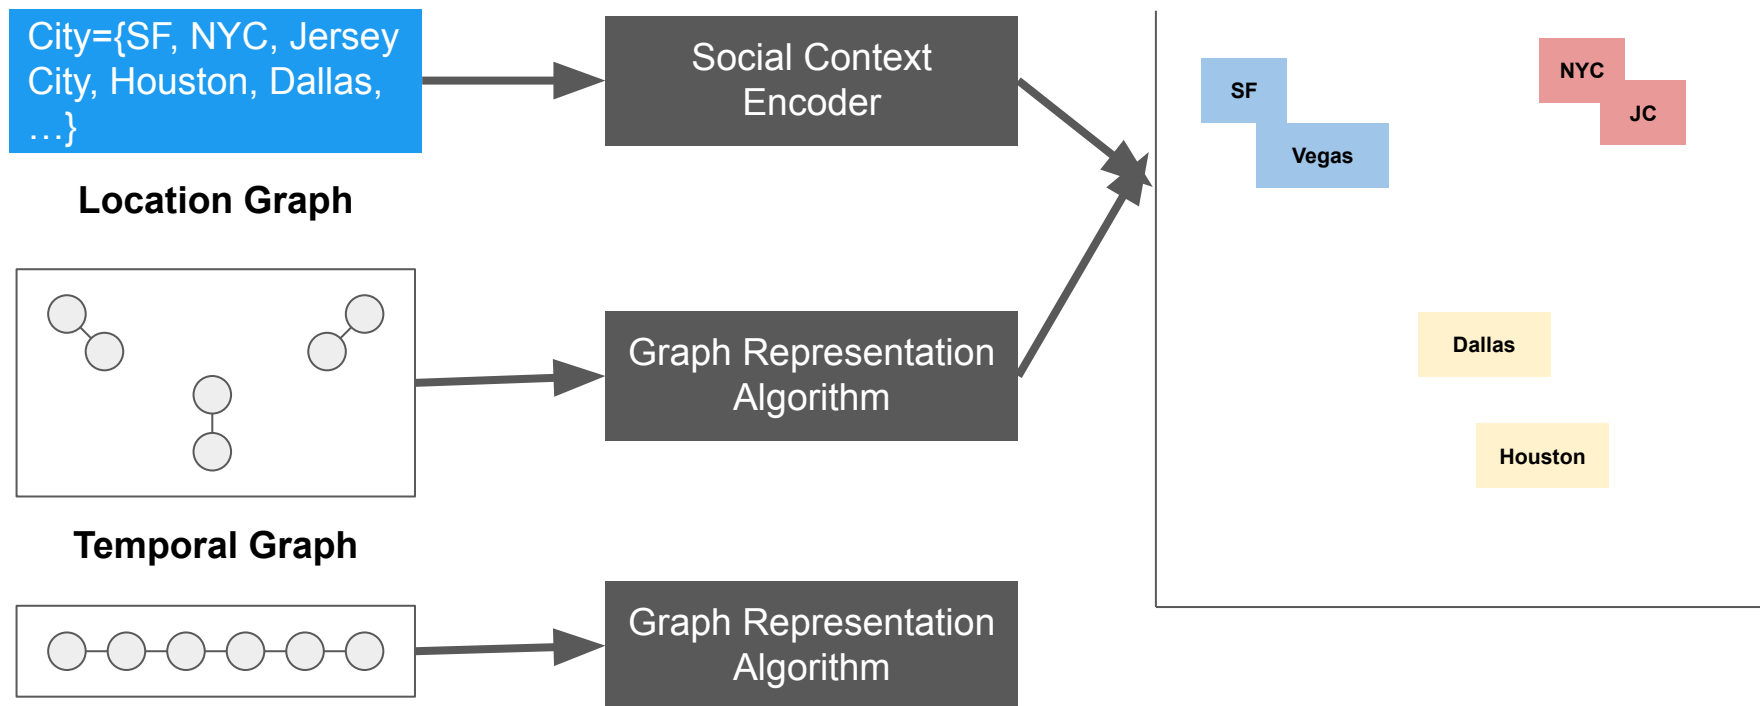 City={SF, NYC, Jersey
City, Houston, Dallas,
...}
Social Context
Encoder
Location Graph
Graph Representation
Algorithm
Temporal Graph
Graph Representation
Algorithm
SF
Vegas
NYC
JC
Dallas
Houston